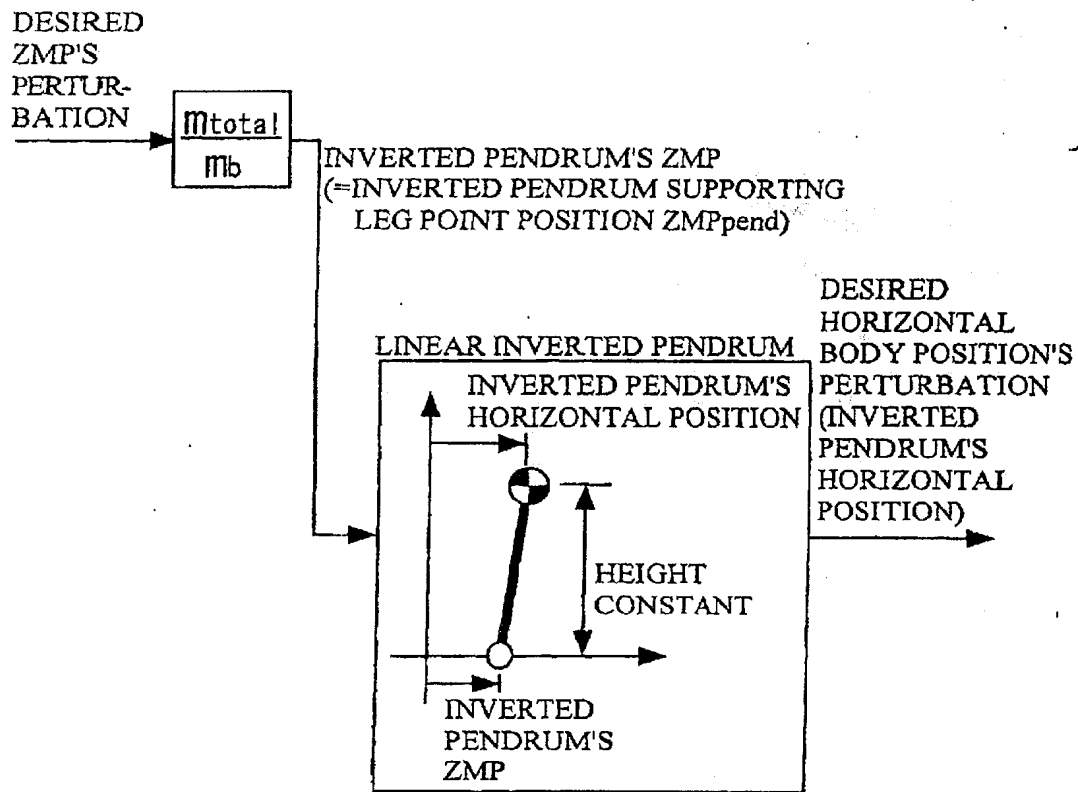 DESIRED
ZMP'S
PERTUR-
BATION
mtotal
mb
INVERTED PENDRUM'S ZMP
(=INVERTED PENDRUM SUPPORTING
LEG POINT POSITION ZMPpend)
DESIRED
HORIZONTAL
BODY POSITION'S
PERTURBATION
(INVERTED
PENDRUM'S
HORIZONTAL
POSITION)
LINEAR INVERTED PENDRUM
INVERTED PENDRUM'S
HORIZONTAL POSITION
HEIGHT
CONSTANT
INVERTED
PENDRUM'S
ZMP